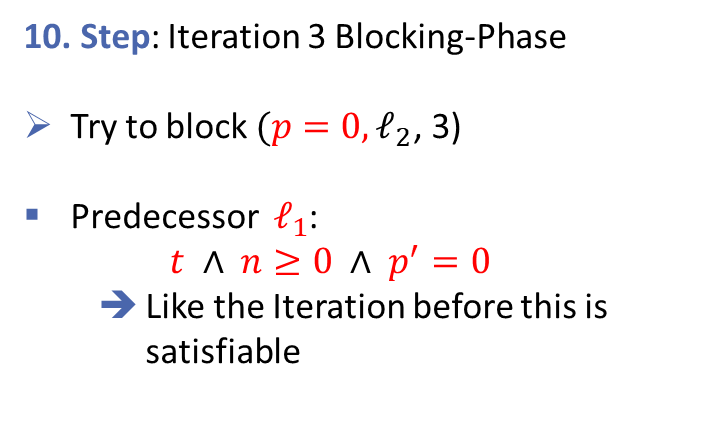 10. Step: Iteration 3 Blocking-Phase
➢ Try to block (p = 0, ℓ₂, 3)
▪ Predecessor ℓ₁:
t ∧ n ≥ 0 ∧ p′ = 0
➔ Like the Iteration before this is
satisfiable